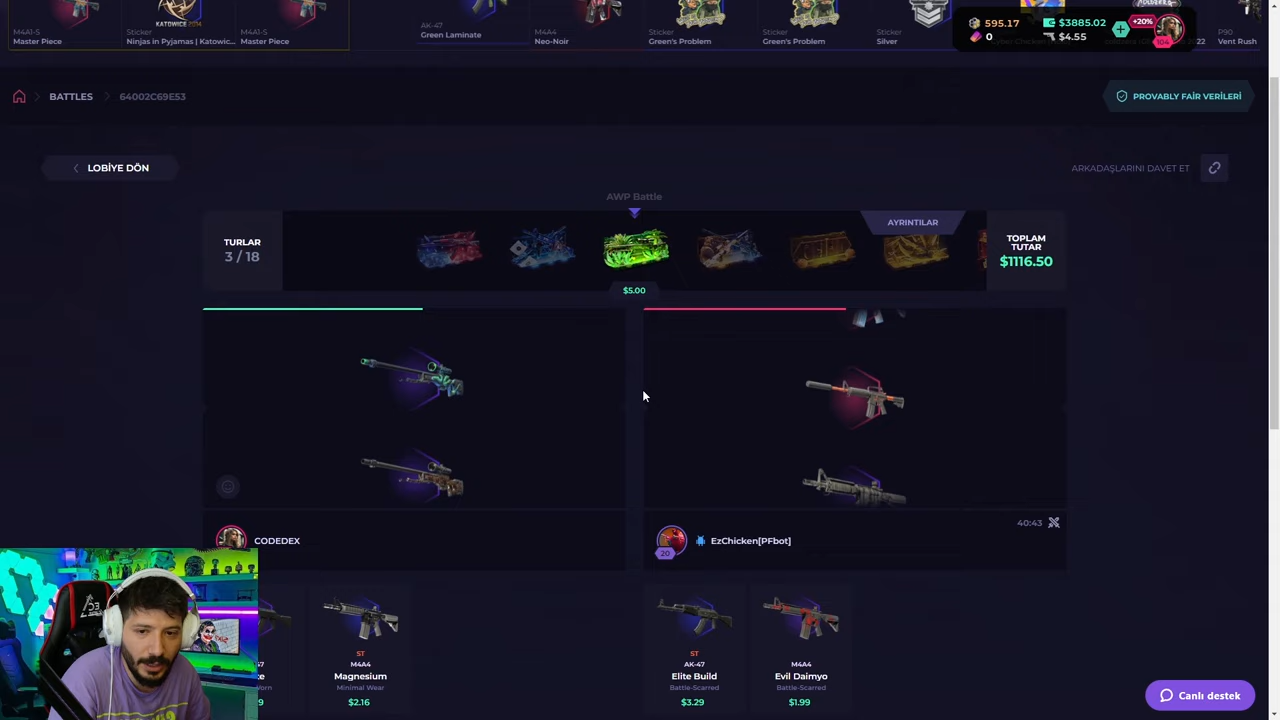 KATOWICE 2014
M4A1-S
Master Piece
Sticker
Ninjas in Pyjamas | Katowic...
M4A1-S
Master Piece
AK-47
Green Laminate
M4A4
Neo-Noir
Sticker
Green's Problem
Sticker
Green's Problem
Sticker
Silver
P90
Vent Rush
595.17
$3885.02
+20%
0
$4.55
104
BATTLES
64002C69E53
PROVABLY FAİR VERİLERİ
LOBİYE DÖN
ARKADAŞLARINI DAVET ET
AWP Battle
TURLAR
3 / 18
AYRINTILAR
TOPLAM
TUTAR
$1116.50
$5.00
CODEDEX
40:43
20
EzChicken[PFbot]
ST
M4A4
Magnesium
Minimal Wear
$2.16
ST
AK-47
Elite Build
Battle-Scarred
$3.29
M4A4
Evil Daimyo
Battle-Scarred
$1.99
Canlı destek